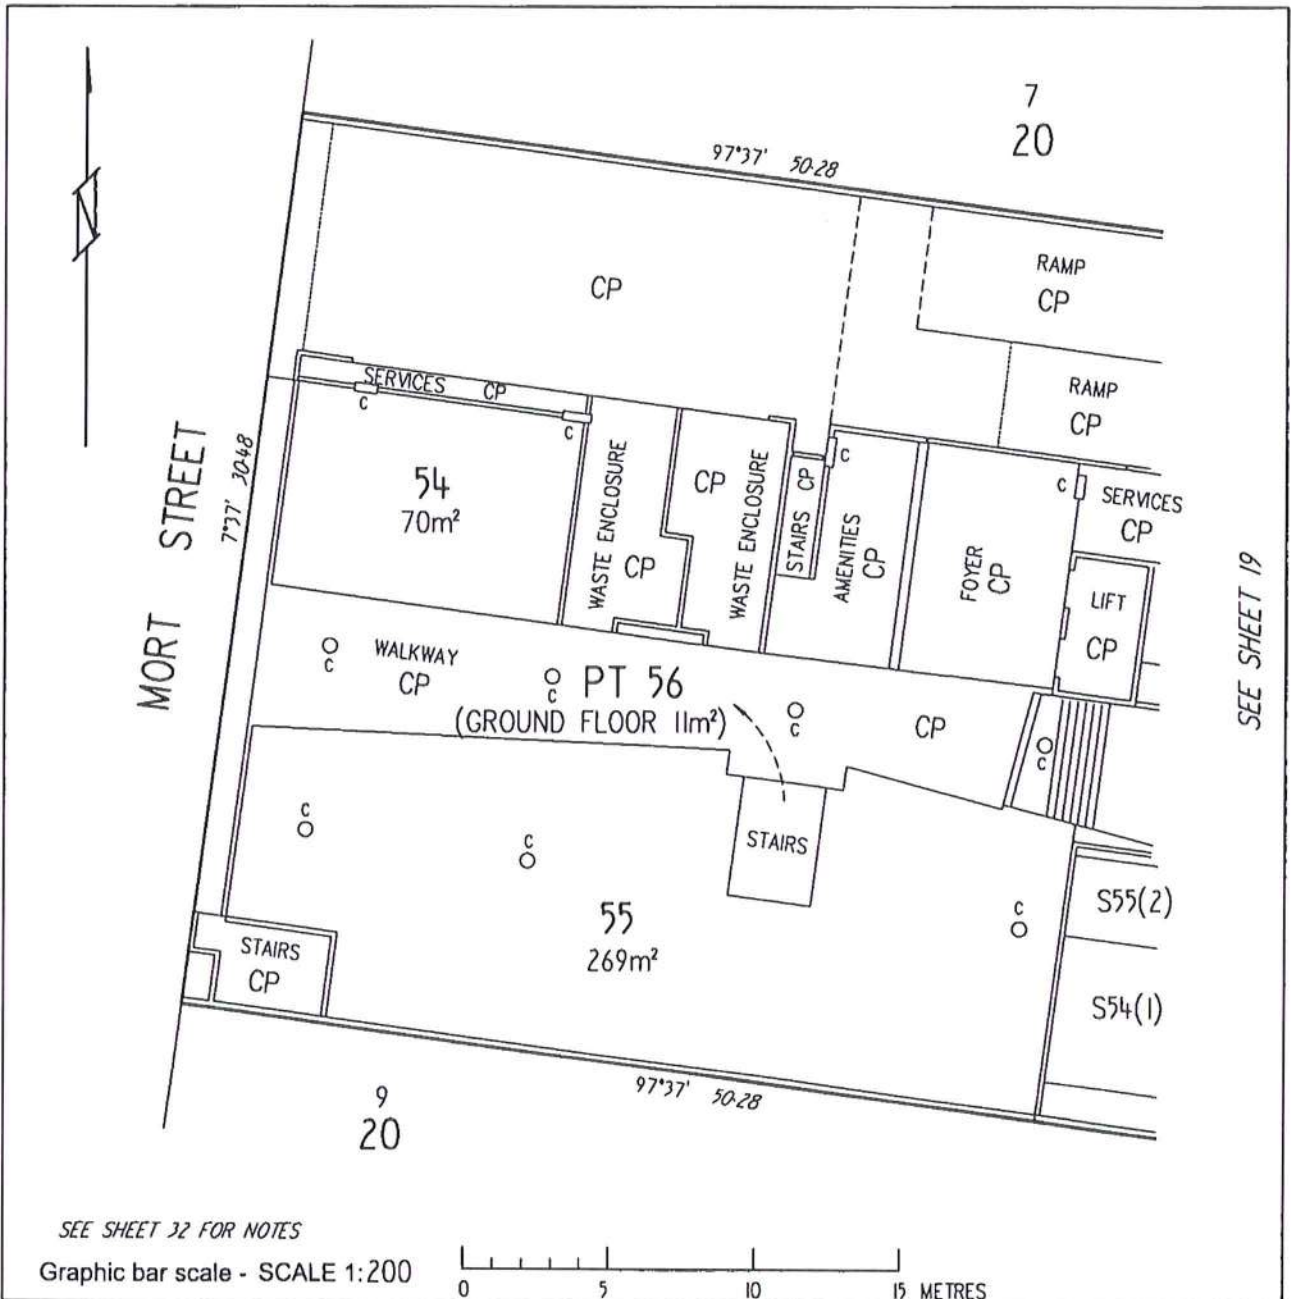 7
20
97°37' 50·28
RAMP
CP
CP
RAMP
CP
SERVICES CP
C
C
C
C
MORT STREET
7°37' 30·48
54
70m²
WASTE ENCLOSURE
CP
CP
WASTE ENCLOSURE
STAIRS CP
AMENITIES
CP
FOYER
CP
SERVICES
CP
LIFT
CP
SEE SHEET 19
C
WALKWAY
CP
C
PT 56
(GROUND FLOOR 11m²)
C
CP
C
C
C
STAIRS
55
269m²
C
S55(2)
S54(1)
STAIRS
CP
97°37' 50·28
9
20
SEE SHEET 32 FOR NOTES
Graphic bar scale - SCALE 1:200
0 5 10 15 METRES